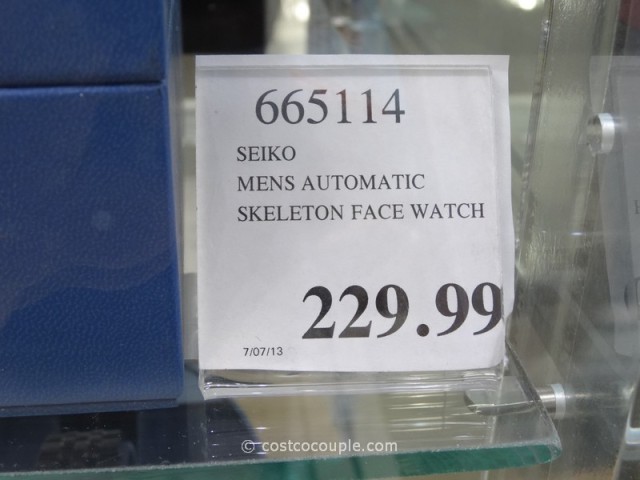 665114
SEIKO
MENS AUTOMATIC
SKELETON FACE WATCH
229.99
7/07/13
© costcocouple.com